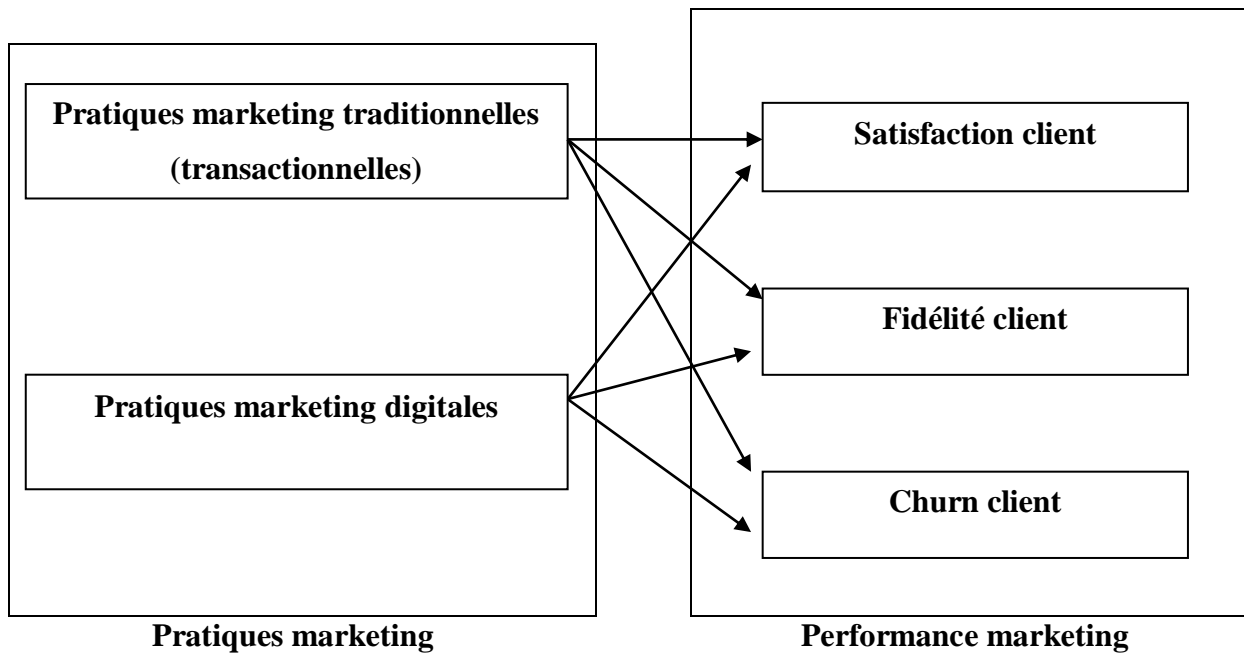 Pratiques marketing traditionnelles
(transactionnelles)
Pratiques marketing digitales
Pratiques marketing
Satisfaction client
Fidélité client
Churn client
Performance marketing